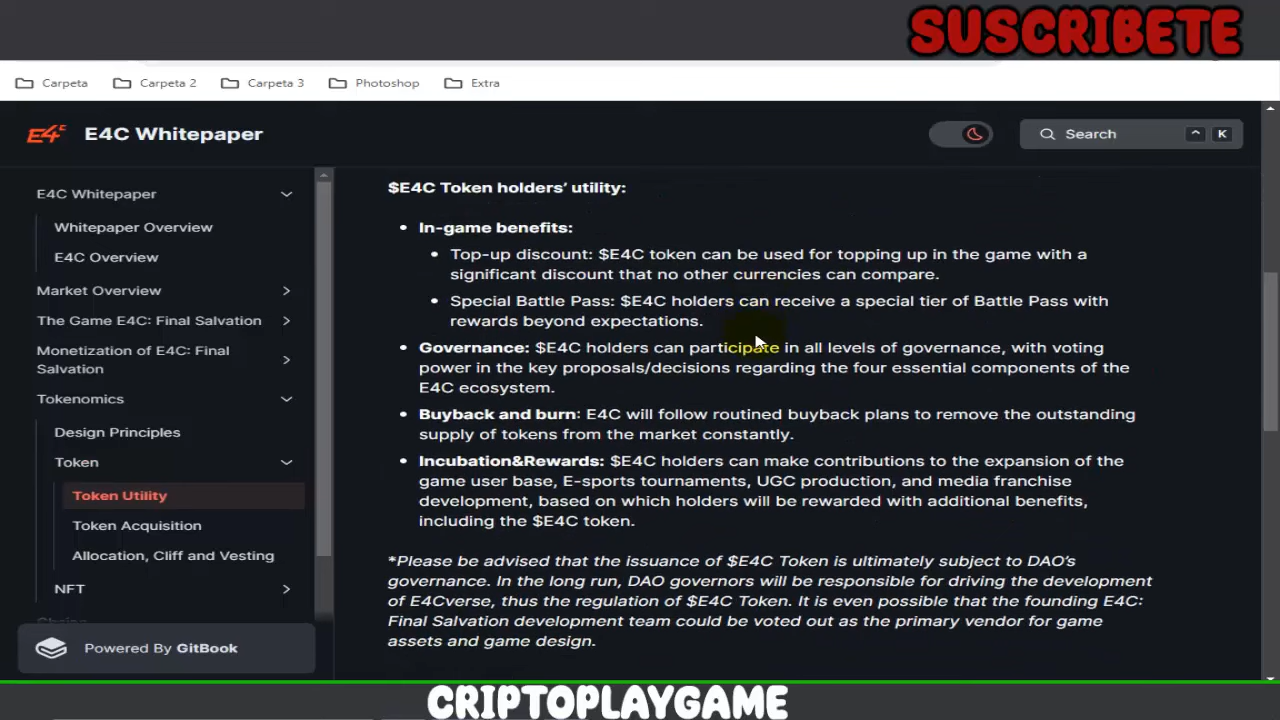 SUSCRIBETE
Carpeta
Carpeta 2
Carpeta 3
Photoshop
Extra
E4C
E4C Whitepaper
Search
^
K
E4C Whitepaper
Whitepaper Overview
E4C Overview
Market Overview
The Game E4C: Final Salvation
Monetization of E4C: Final
Salvation
Tokenomics
Design Principles
Token
Token Utility
Token Acquisition
Allocation, Cliff and Vesting
NFT
Powered By GitBook
$E4C Token holders’ utility:
• In-game benefits:
• Top-up discount: $E4C token can be used for topping up in the game with a
significant discount that no other currencies can compare.
• Special Battle Pass: $E4C holders can receive a special tier of Battle Pass with
rewards beyond expectations.
• Governance: $E4C holders can participate in all levels of governance, with voting
power in the key proposals/decisions regarding the four essential components of the
E4C ecosystem.
• Buyback and burn: E4C will follow routined buyback plans to remove the outstanding
supply of tokens from the market constantly.
• Incubation&Rewards: $E4C holders can make contributions to the expansion of the
game user base, E-sports tournaments, UGC production, and media franchise
development, based on which holders will be rewarded with additional benefits,
including the $E4C token.
*Please be advised that the issuance of $E4C Token is ultimately subject to DAO’s
governance. In the long run, DAO governors will be responsible for driving the development
of E4Cverse, thus the regulation of $E4C Token. It is even possible that the founding E4C:
Final Salvation development team could be voted out as the primary vendor for game
assets and game design.
CRIPTOPLAYGAME